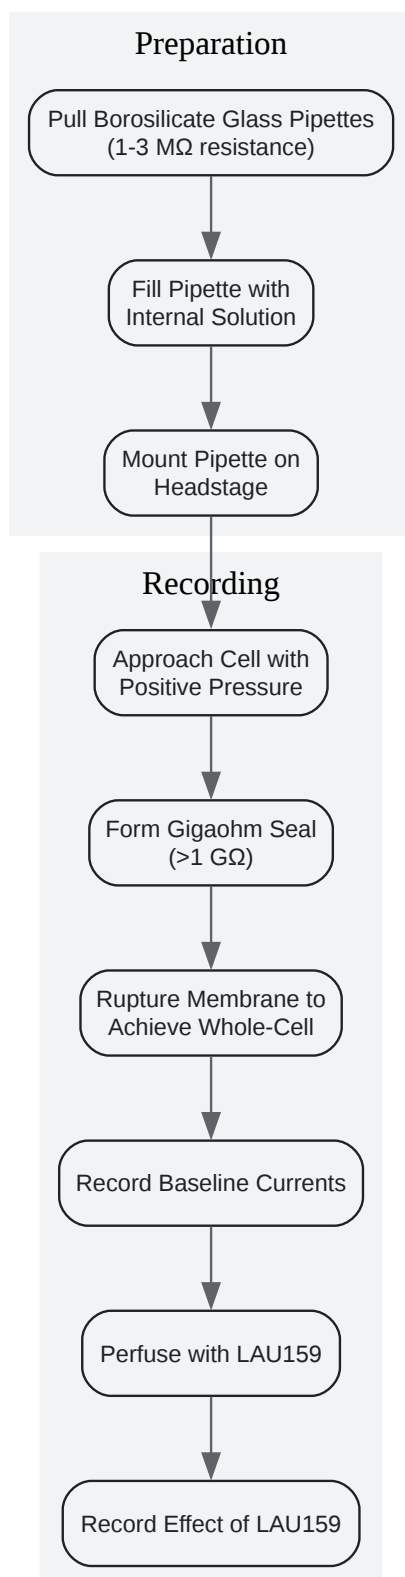 Preparation
Pull Borosilicate Glass Pipettes
(1-3 MΩ resistance)
Fill Pipette with
Internal Solution
Mount Pipette on
Headstage
Recording
Approach Cell with
Positive Pressure
Form Gigaohm Seal
(>1 GΩ)
Rupture Membrane to
Achieve Whole-Cell
Record Baseline Currents
Perfuse with LAU159
Record Effect of LAU159